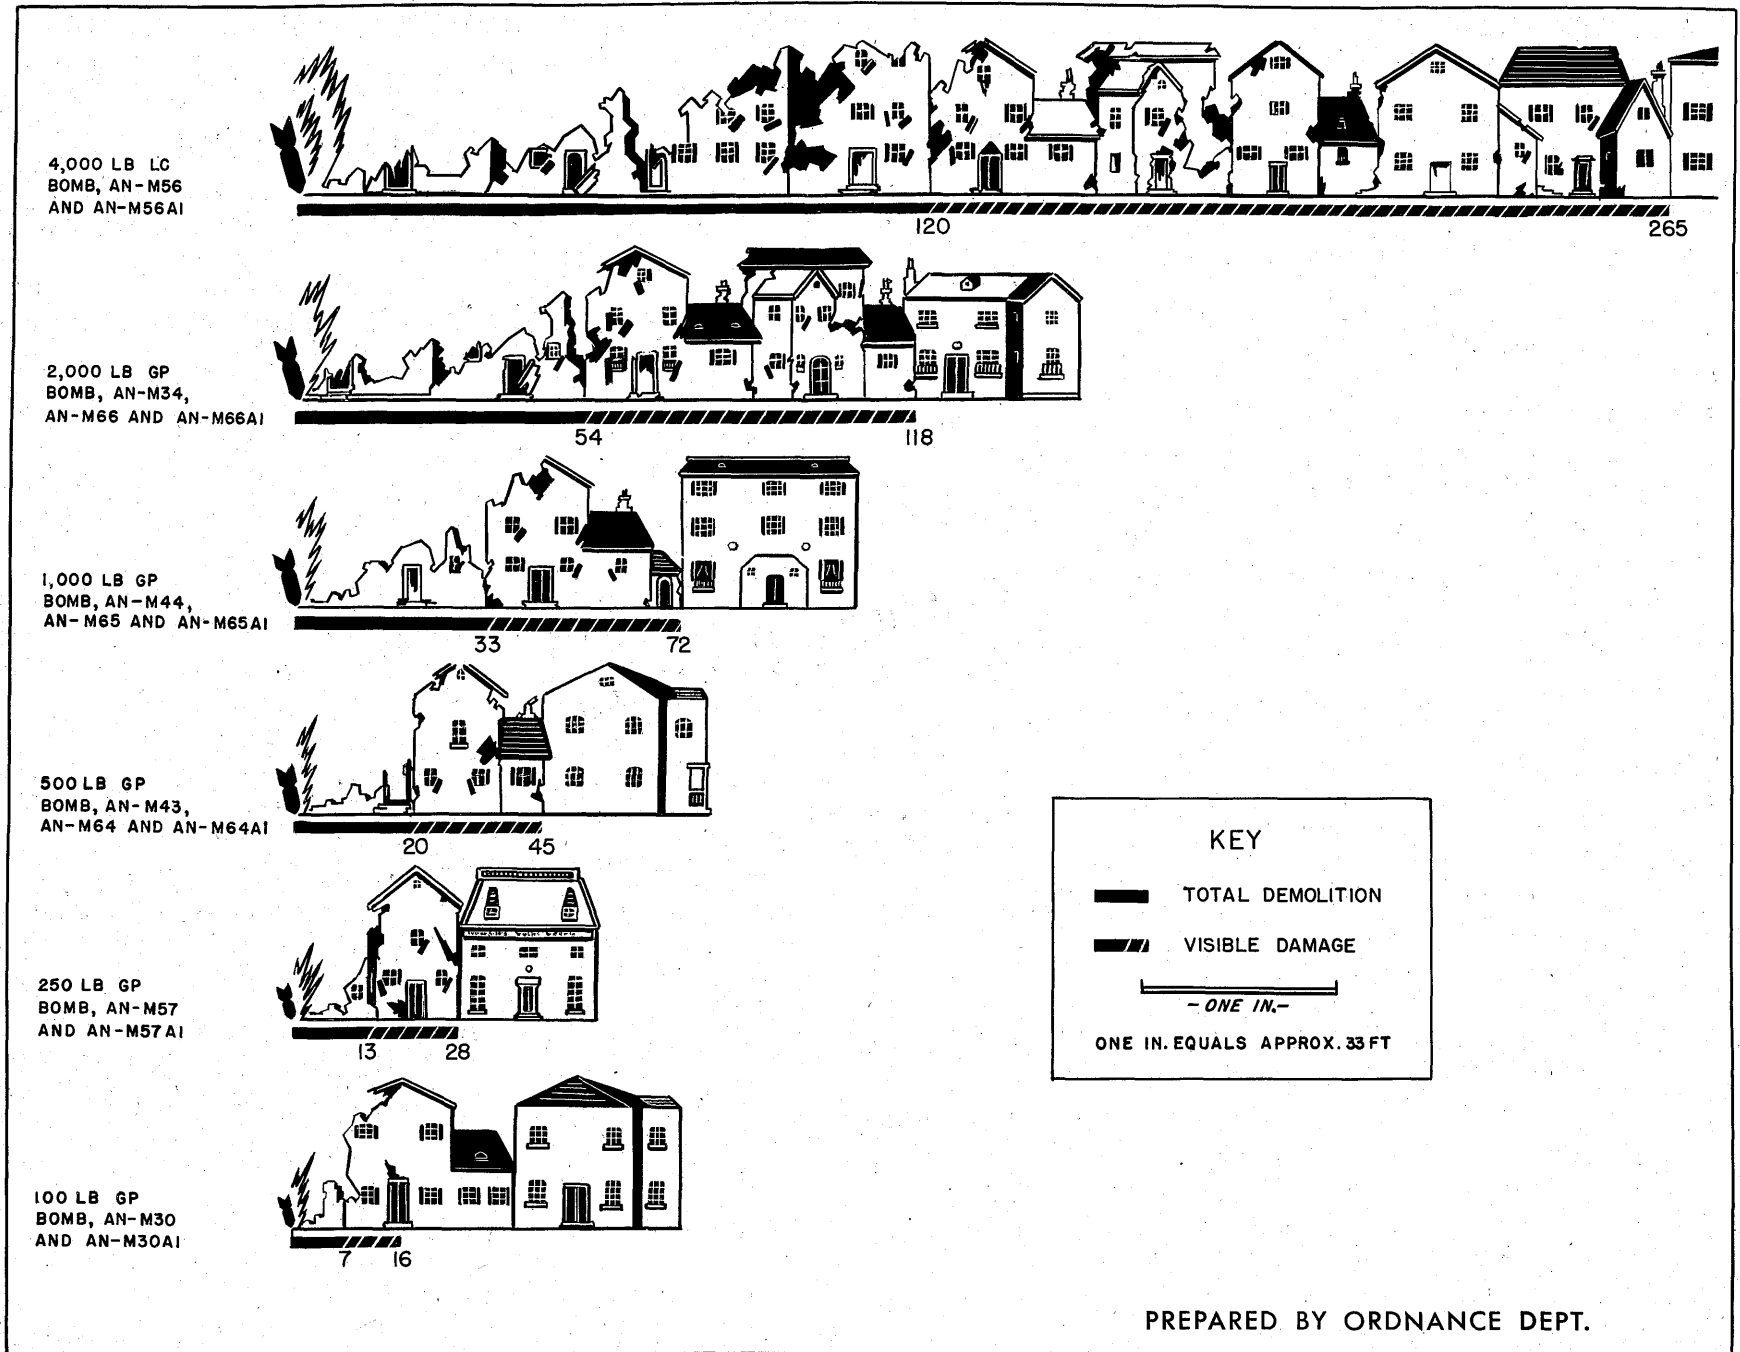 4,000 LB LC
BOMB, AN-M56
AND AN-M56A1
120
265
2,000 LB GP
BOMB, AN-M34,
AN-M66 AND AN-M66A1
54
118
1,000 LB GP
BOMB, AN-M44,
AN-M65 AND AN-M65A1
33
72
500 LB GP
BOMB, AN-M43,
AN-M64 AND AN-M64A1
20
45
250 LB GP
BOMB, AN-M57
AND AN-M57A1
13
28
100 LB GP
BOMB, AN-M30
AND AN-M30A1
7
16
KEY
TOTAL DEMOLITION
VISIBLE DAMAGE
- ONE IN. -
ONE IN. EQUALS APPROX. 33 FT
PREPARED BY ORDNANCE DEPT.